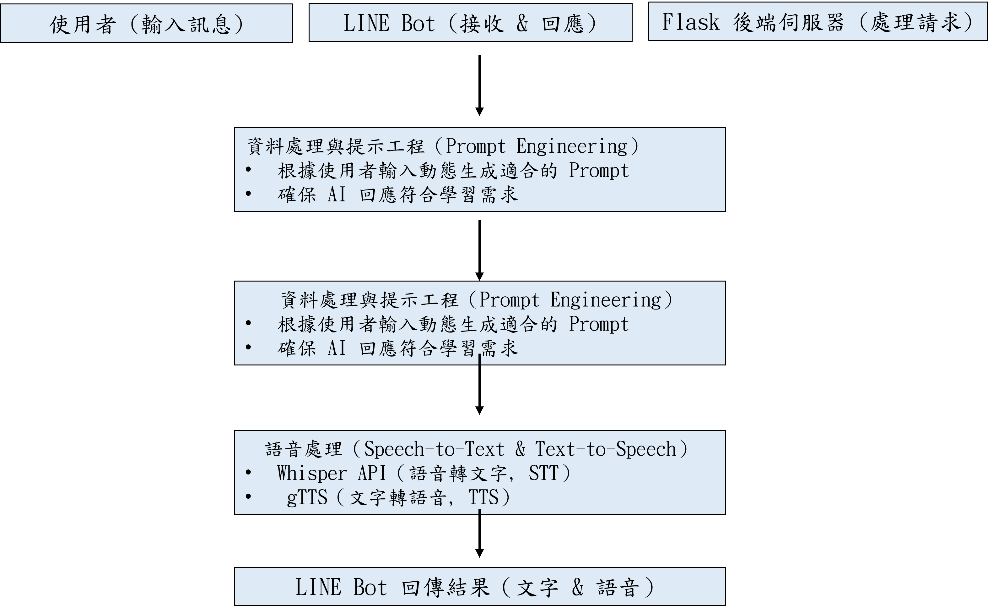 使用者（輸入訊息）
LINE Bot（接收 & 回應）
Flask 後端伺服器（處理請求）
資料處理與提示工程（Prompt Engineering）
• 根據使用者輸入動態生成適合的 Prompt
• 確保 AI 回應符合學習需求
資料處理與提示工程（Prompt Engineering）
• 根據使用者輸入動態生成適合的 Prompt
• 確保 AI 回應符合學習需求
語音處理（Speech-to-Text & Text-to-Speech）
• Whisper API（語音轉文字, STT）
• gTTS（文字轉語音, TTS）
LINE Bot 回傳結果（文字 & 語音）